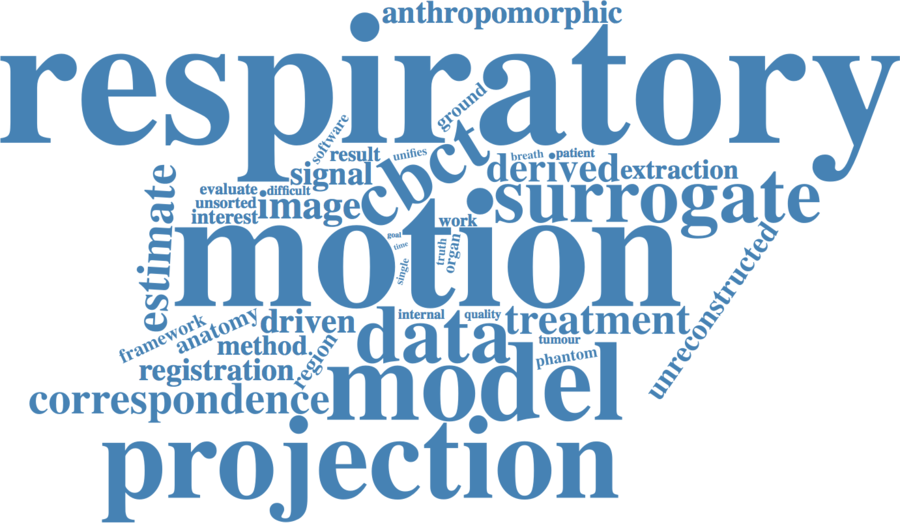 anthropomorphic
respiratory
ground
software
result
unifies
cbct
breath
patient
signal
derived
extraction
estimate
evaluate
difficult
unsorted
image
surrogate
interest
work
motion
goal
time
truth
organ
single
unreconstructed
framework
anatomy
driven
internal
quality
treatment
data
method
region
tumour
phantom
registration
model
correspondence
projection